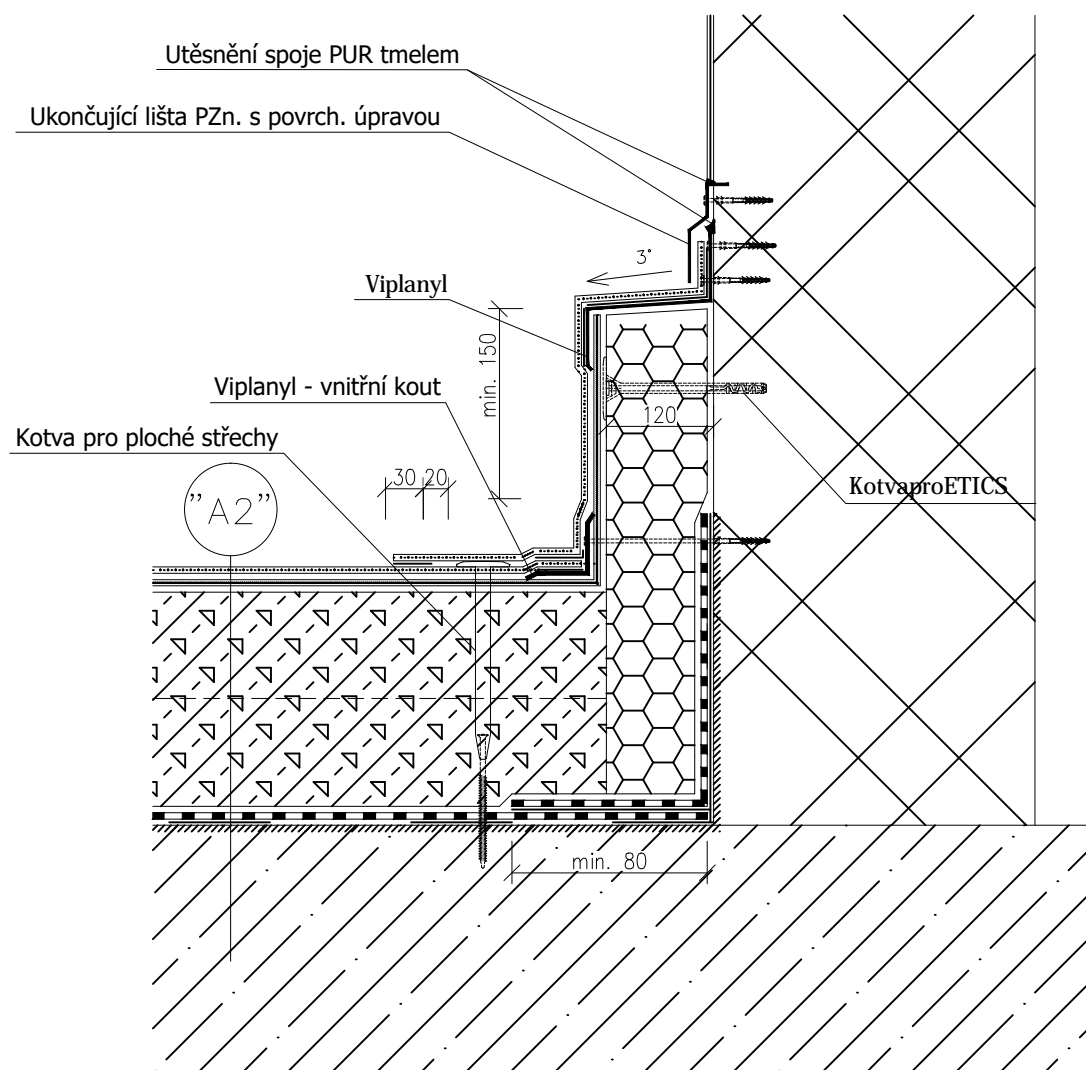 Utěsnění spoje PUR tmelem
Ukončující lišta PZn. s povrch. úpravou
3°
Viplanyl
min. 150
Viplanyl - vnitřní kout
120
Kotva pro ploché střechy
30 20
KotvaproETICS
"A2"
min. 80